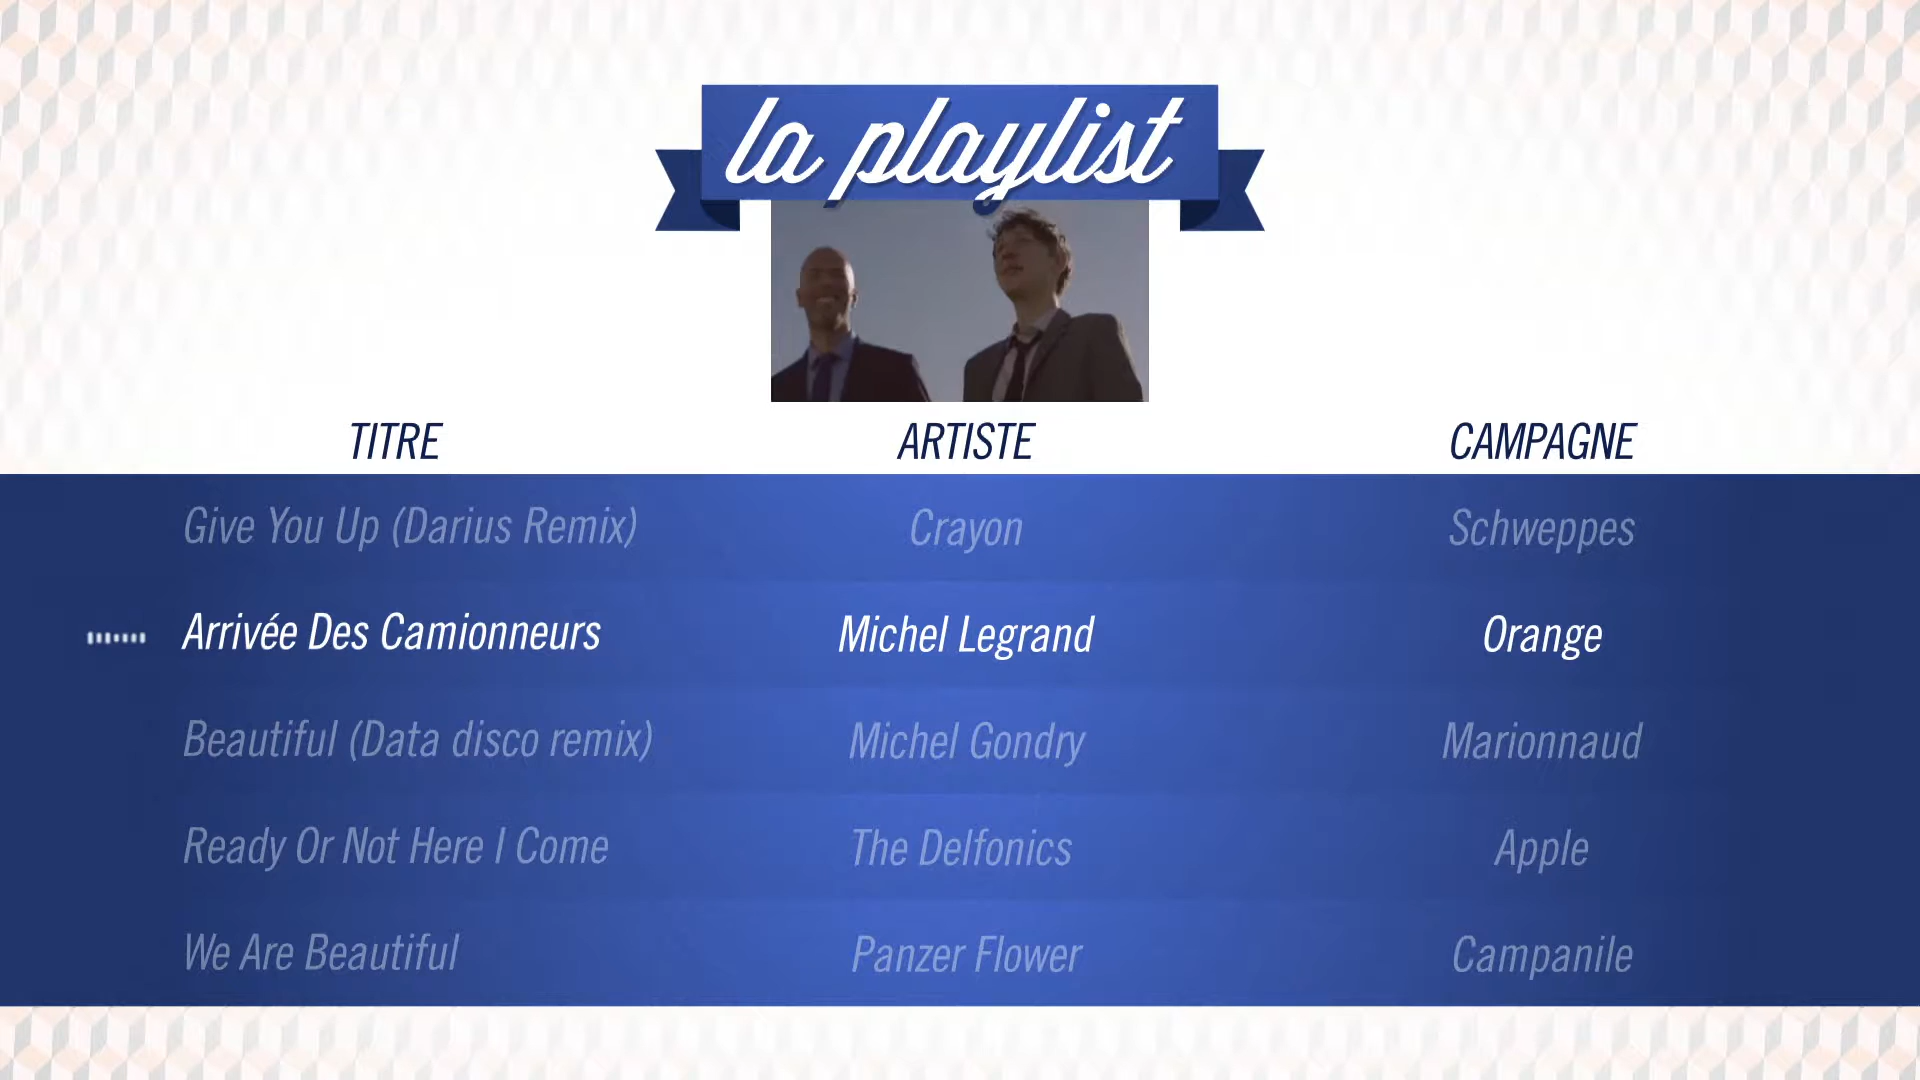 la playlist
TITRE ARTISTE CAMPAGNE
Give You Up (Darius Remix) Crayon Schweppes
Arrivée Des Camionneurs Michel Legrand Orange
Beautiful (Data disco remix) Michel Gondry Marionnaud
Ready Or Not Here I Come The Delfonics Apple
We Are Beautiful Panzer Flower Campanile